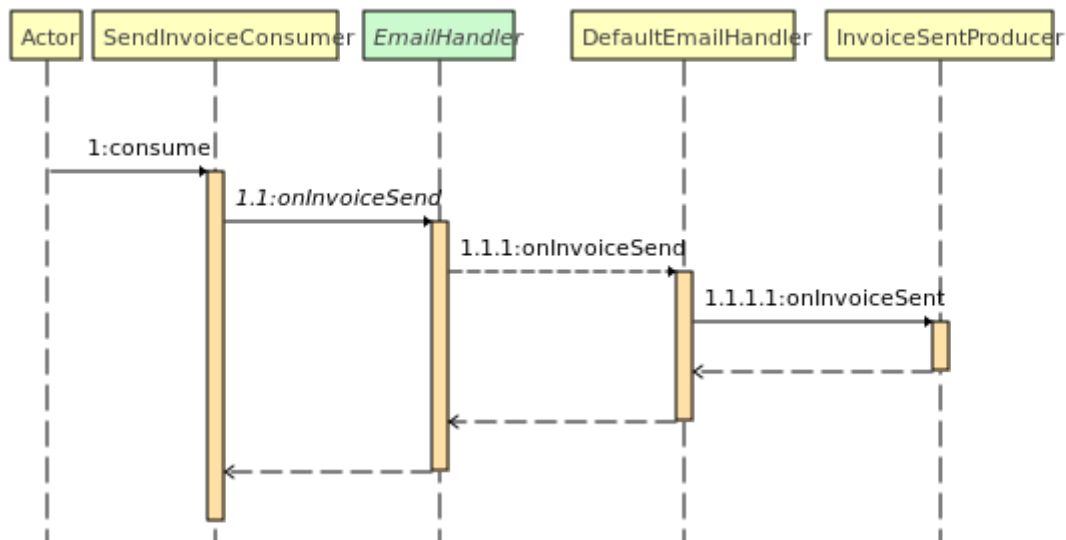 Actor
SendInvoiceConsumer
EmailHandler
DefaultEmailHandler
InvoiceSentProducer
1:consume
1.1:onInvoiceSend
1.1.1:onInvoiceSend
1.1.1.1:onInvoiceSent